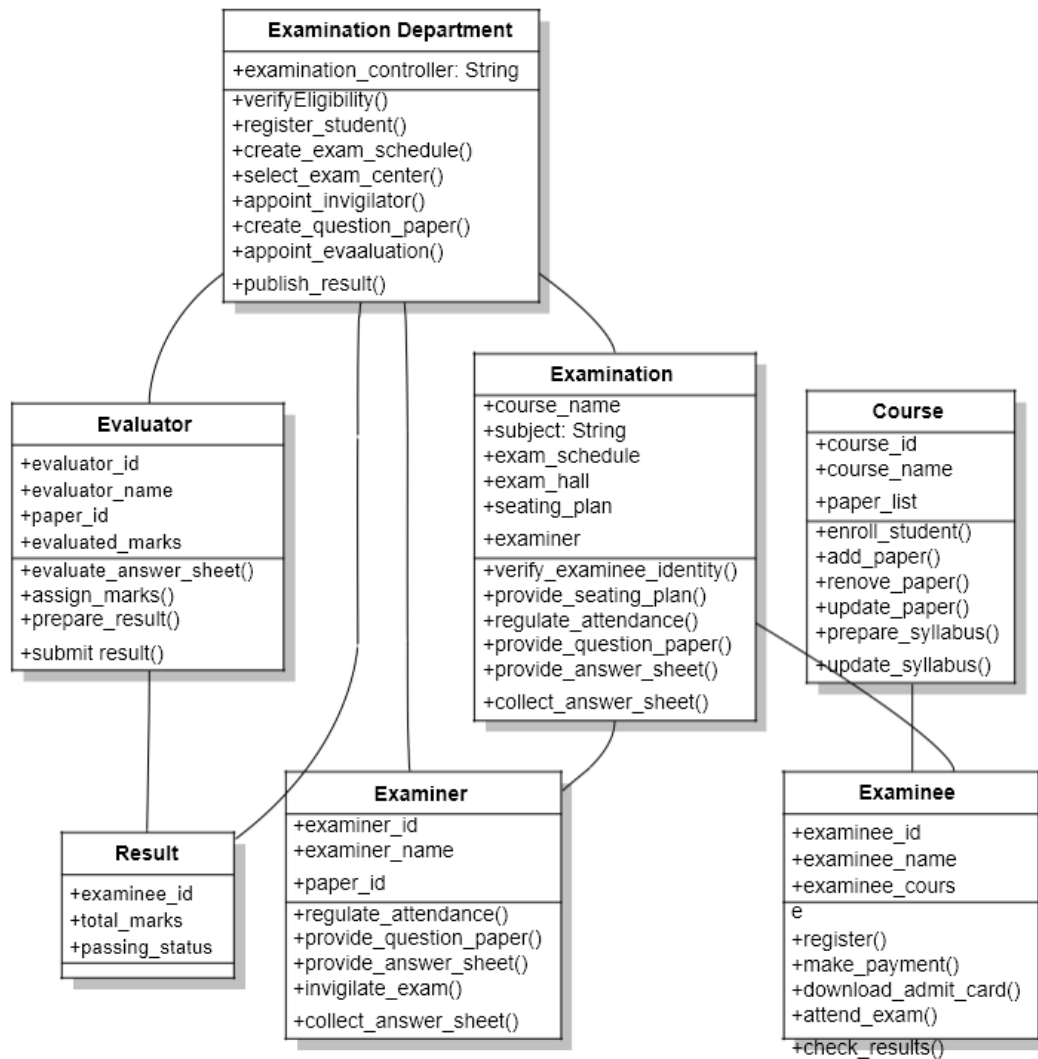 Examination Department
+examination_controller: String
+verifyEligibility()
+register_student()
+create_exam_schedule()
+select_exam_center()
+appoint_invigilator()
+create_question_paper()
+appoint_evaaluation()
+publish_result()
Evaluator
+evaluator_id
+evaluator_name
+paper_id
+evaluated_marks
+evaluate_answer_sheet()
+assign_marks()
+prepare_result()
+submit result()
Examination
+course_name
+subject: String
+exam_schedule
+exam_hall
+seating_plan
+examiner
+verify_examinee_identity()
+provide_seating_plan()
+regulate_attendance()
+provide_question_paper()
+provide_answer_sheet()
+collect_answer_sheet()
Course
+course_id
+course_name
+paper_list
+enroll_student()
+add_paper()
+renove_paper()
+update_paper()
+prepare_syllabus()
+update_syllabus()
Result
+examinee_id
+total_marks
+passing_status
Examiner
+examiner_id
+examiner_name
+paper_id
+regulate_attendance()
+provide_question_paper()
+provide_answer_sheet()
+invigilate_exam()
+collect_answer_sheet()
Examinee
+examinee_id
+examinee_name
+examinee_cours
e
+register()
+make_payment()
+download_admit_card()
+attend_exam()
+check_results()